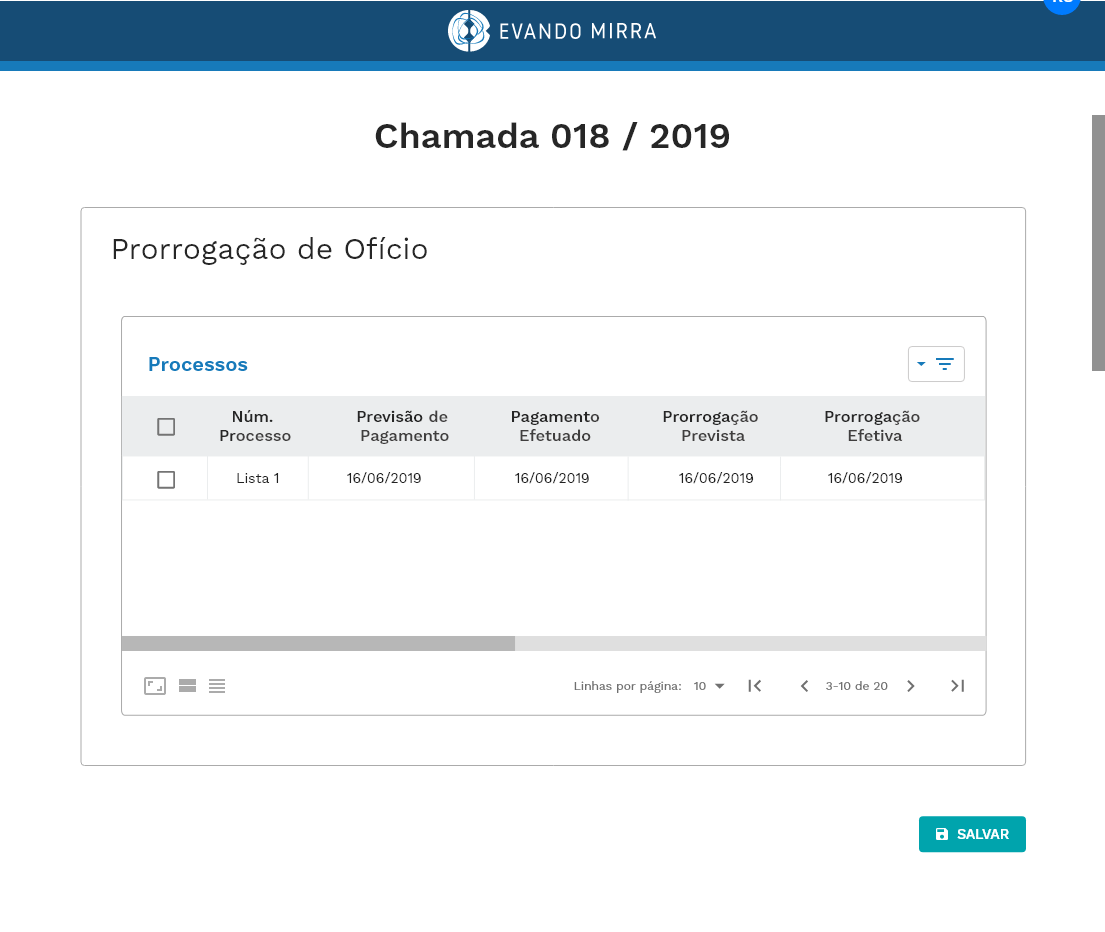 EVANDO MIRRA
Chamada 018 / 2019
Prorrogação de Ofício
Processos
Núm. Processo
Previsão de Pagamento
Pagamento Efetuado
Prorrogação Prevista
Prorrogação Efetiva
Lista 1
16/06/2019
16/06/2019
16/06/2019
16/06/2019
Linhas por página: 10
3-10 de 20
SALVAR